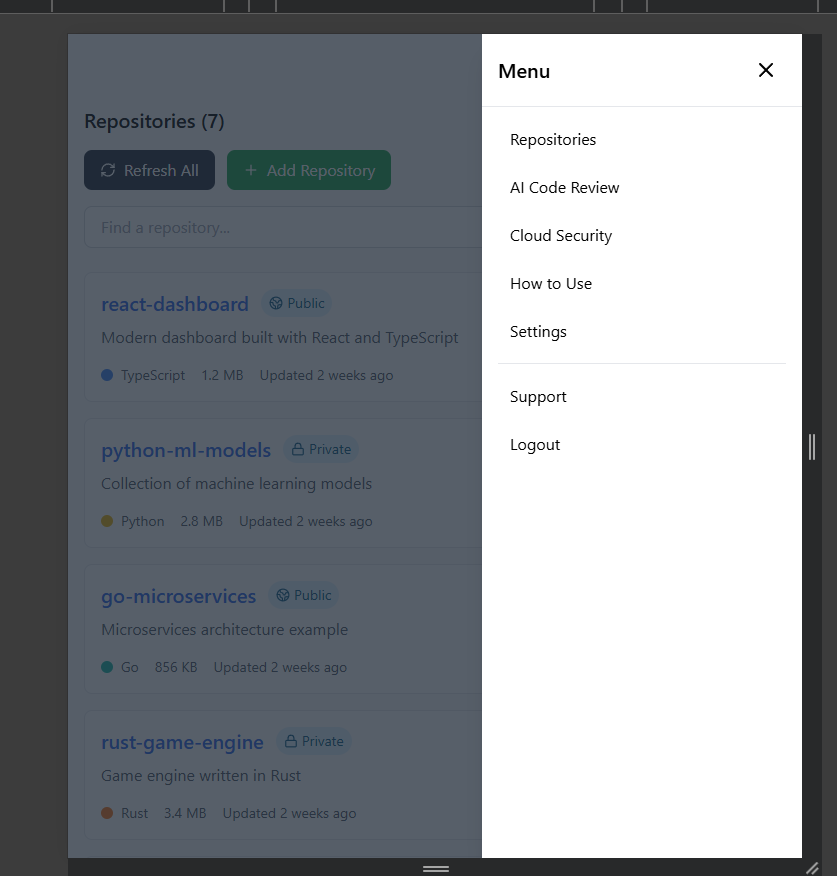 Menu
Repositories
AI Code Review
Cloud Security
How to Use
Settings
Support
Logout
Repositories (7)
Refresh All
Add Repository
Find a repository...
react-dashboard Public
Modern dashboard built with React and TypeScript
TypeScript 1.2 MB Updated 2 weeks ago
python-ml-models Private
Collection of machine learning models
Python 2.8 MB Updated 2 weeks ago
go-microservices Public
Microservices architecture example
Go 856 KB Updated 2 weeks ago
rust-game-engine Private
Game engine written in Rust
Rust 3.4 MB Updated 2 weeks ago